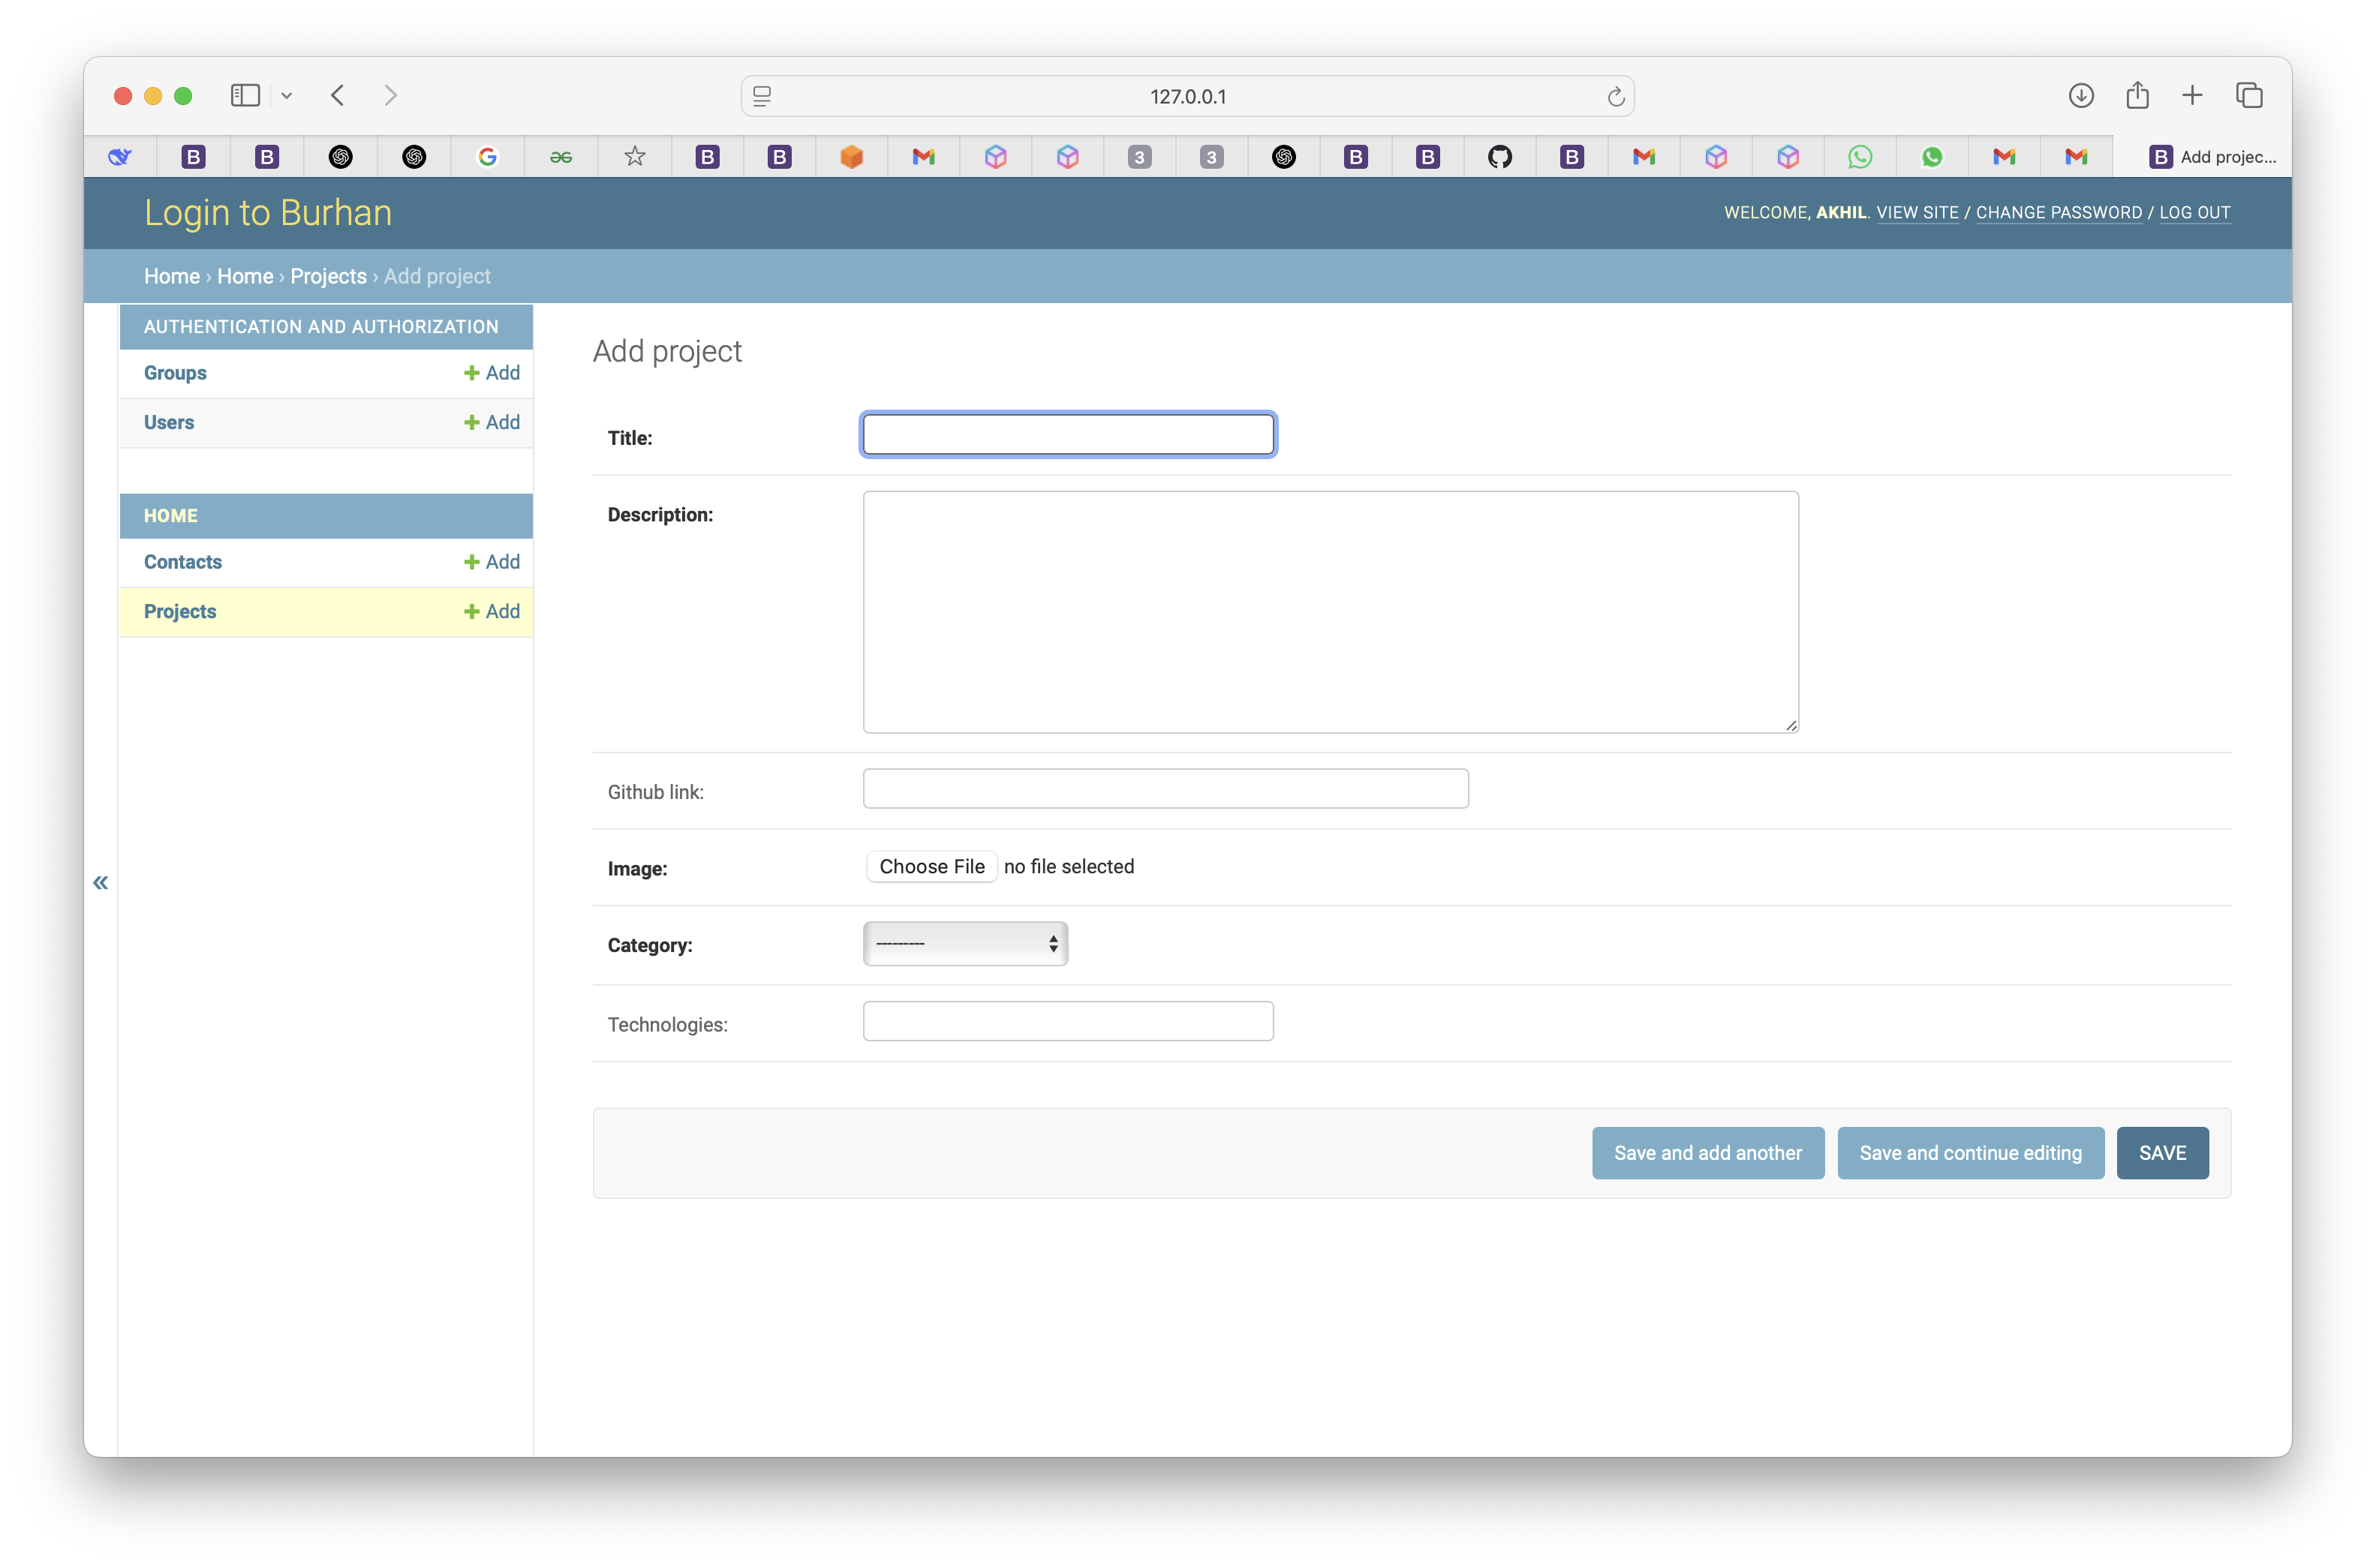 127.0.0.1
B B G B B 3 3 B B B B Add projec...
Login to Burhan
WELCOME, AKHIL. VIEW SITE / CHANGE PASSWORD / LOG OUT
Home › Home › Projects › Add project
AUTHENTICATION AND AUTHORIZATION
Groups + Add
Users + Add
HOME
Contacts + Add
Projects + Add
«
Add project
Title:
Description:
Github link:
Image: Choose File no file selected
Category: ---------
Technologies:
Save and add another Save and continue editing SAVE